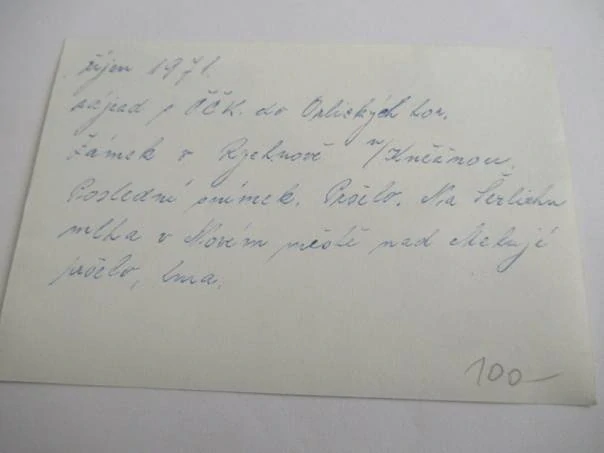 říjen 1971.
zájezd s ČČK. do Orlických hor.
Zámek v Rychnově n/Kněžnou.
Poslední snímek. Pršelo. Na Šerlichu
mlha v Novém městě nad Metují
pršelo, tma.
100